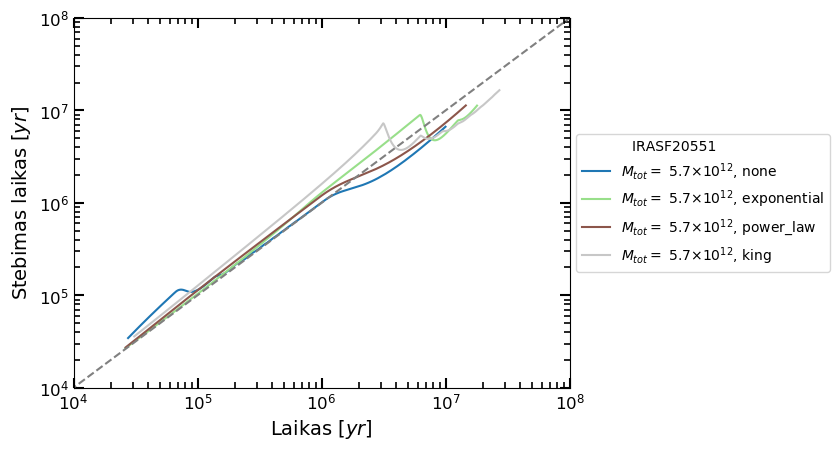 10^8
10^7
10^6
10^5
10^4
Stebimas laikas [yr]
10^4 10^5 10^6 10^7 10^8
Laikas [yr]
IRASF20551
M_tot = 5.7×10^12, none
M_tot = 5.7×10^12, exponential
M_tot = 5.7×10^12, power_law
M_tot = 5.7×10^12, king